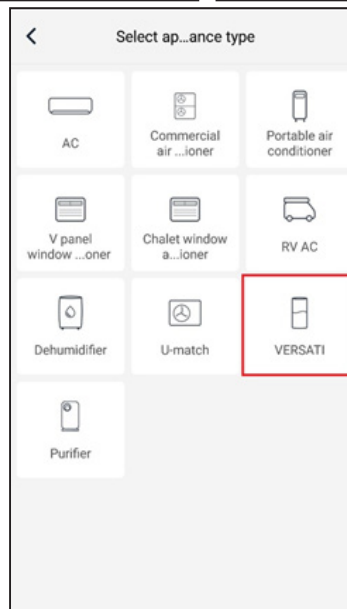 Select ap...ance type
AC
Commercial
air ...ioner
Portable air
conditioner
V panel
window ...oner
Chalet window
a...ioner
RV AC
Dehumidifier
U-match
VERSATI
Purifier